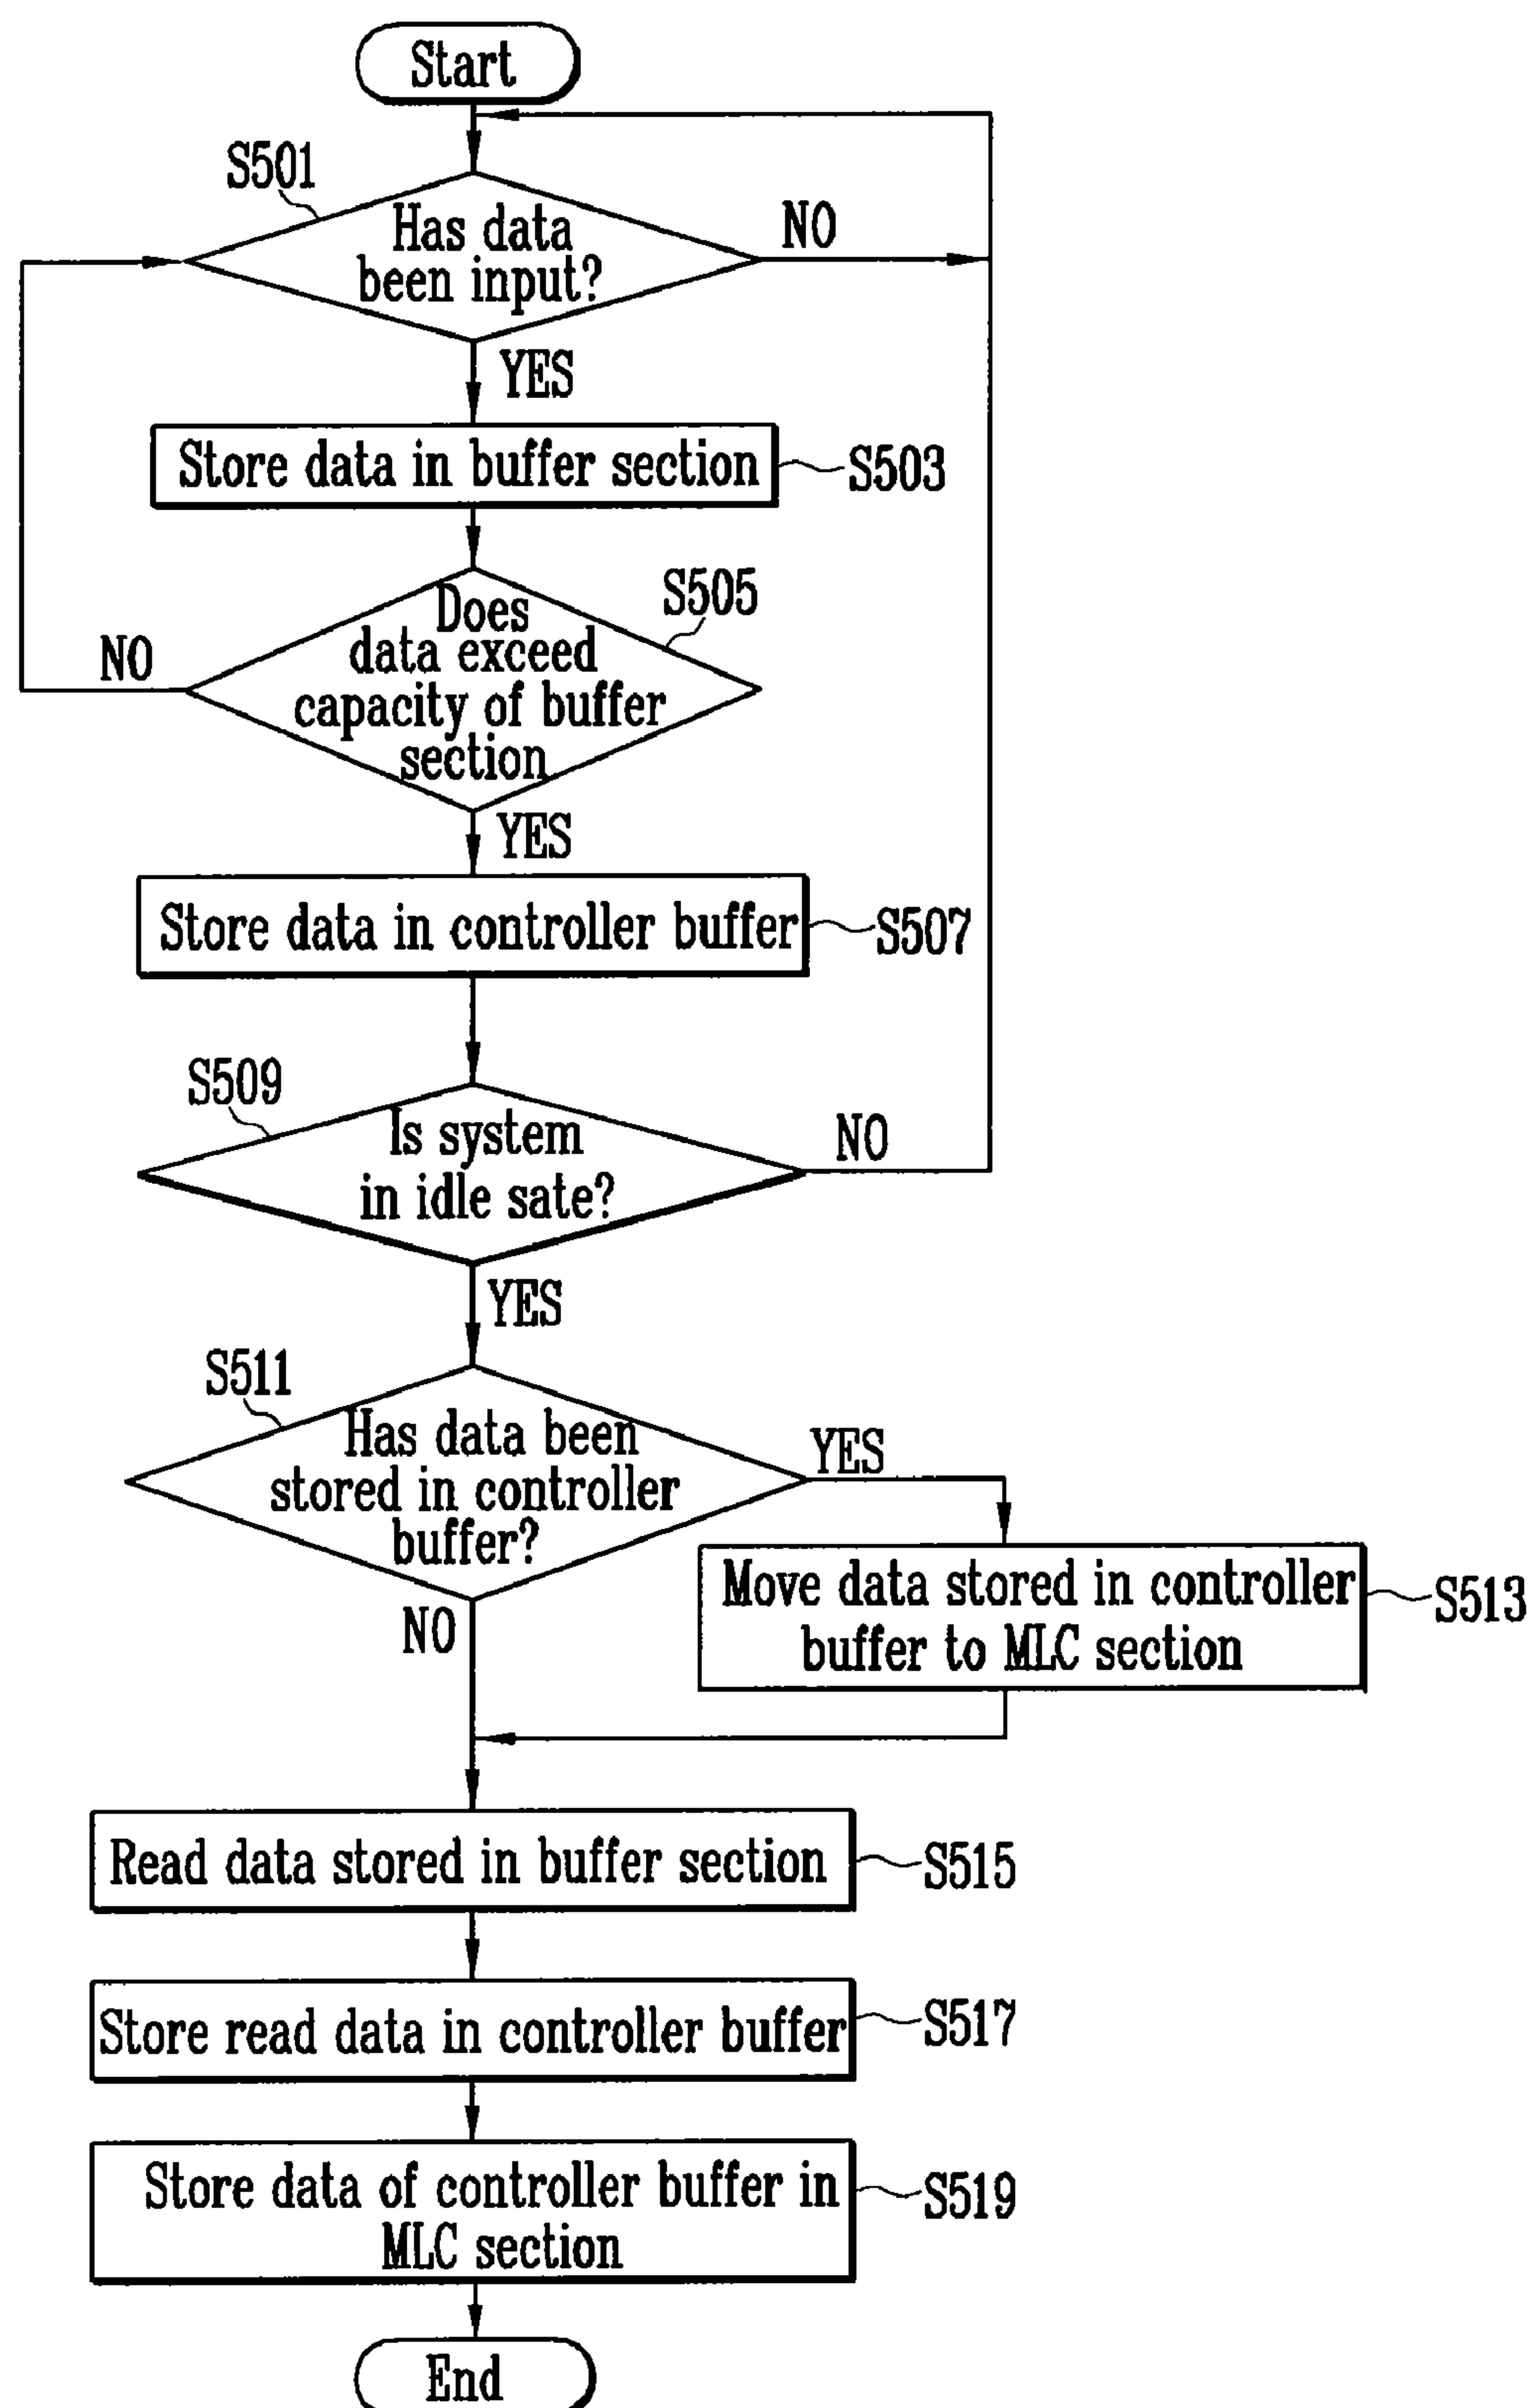 Start
S501
Has data
been input?
NO
YES
Store data in buffer section
S503
Does
data exceed
capacity of buffer
section
S505
NO
YES
Store data in controller buffer
S507
S509
Is system
in idle sate?
NO
YES
S511
Has data been
stored in controller
buffer?
YES
NO
Move data stored in controller
buffer to MLC section
S513
Read data stored in buffer section
S515
Store read data in controller buffer
S517
Store data of controller buffer in
MLC section
S519
End